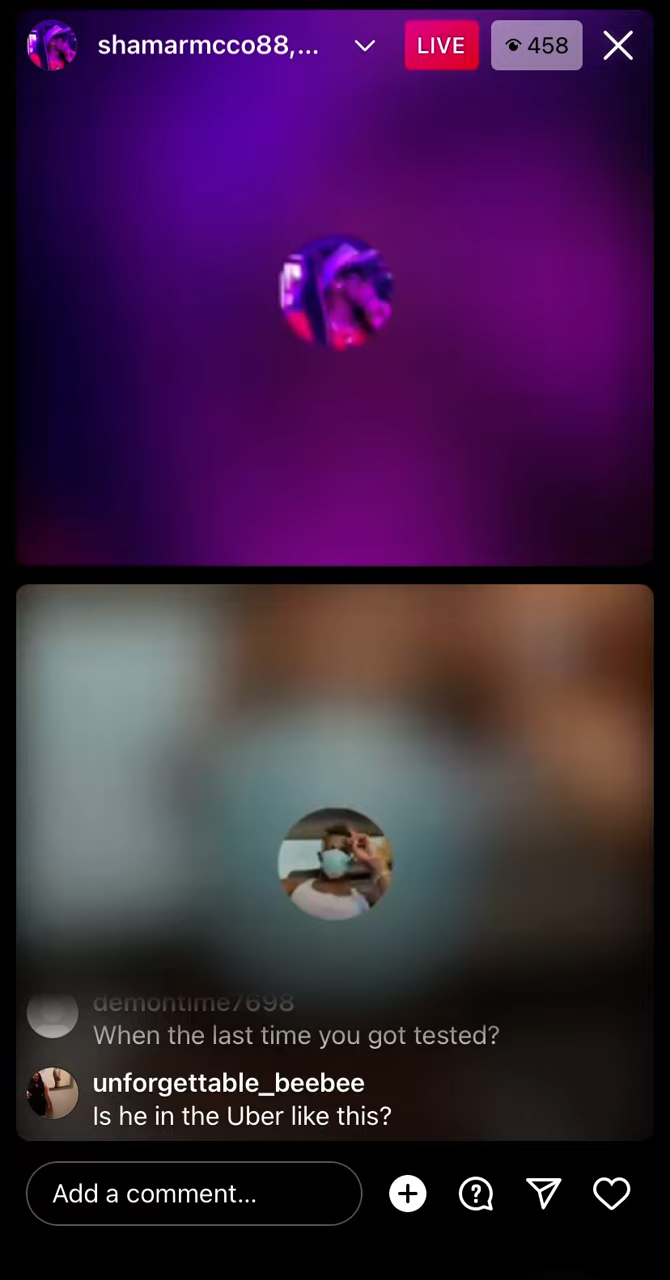 shamarmcco88,...
LIVE
458
demontime7698
When the last time you got tested?
unforgettable_beebee
Is he in the Uber like this?
Add a comment...